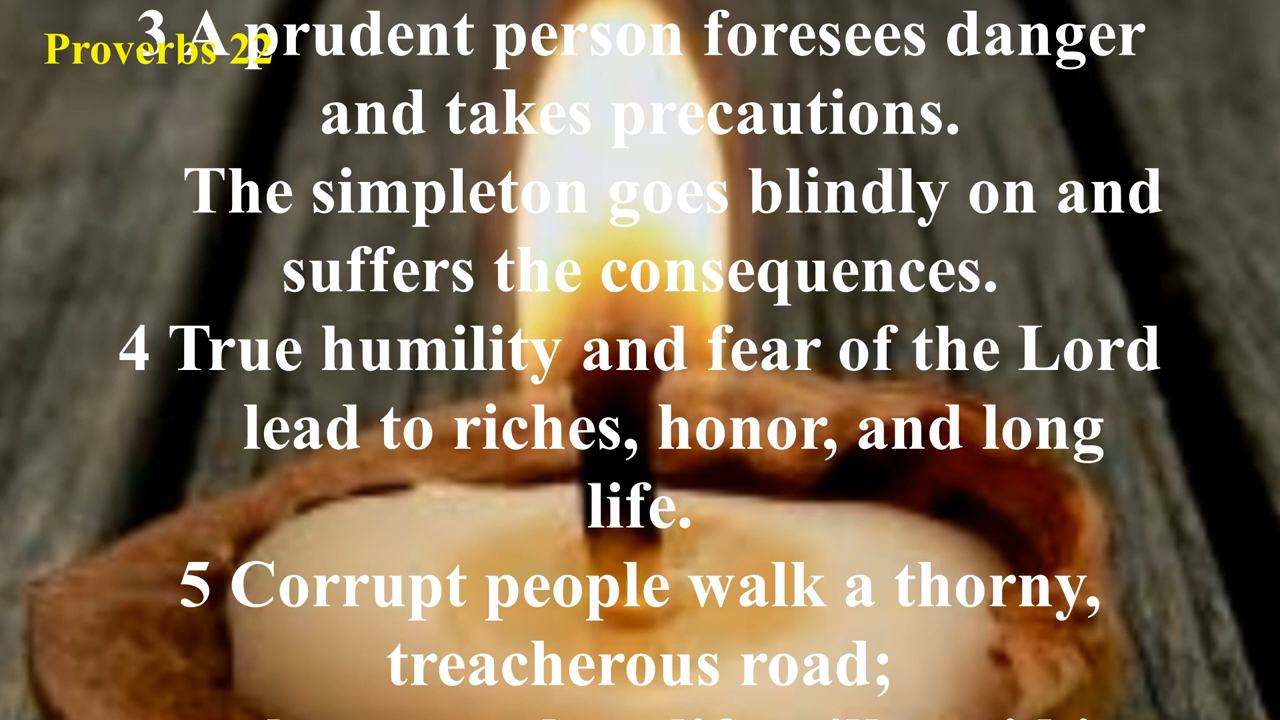 Proverbs 22
3 A prudent person foresees danger
and takes precautions.
The simpleton goes blindly on and
suffers the consequences.
4 True humility and fear of the Lord
lead to riches, honor, and long
life.
5 Corrupt people walk a thorny,
treacherous road;